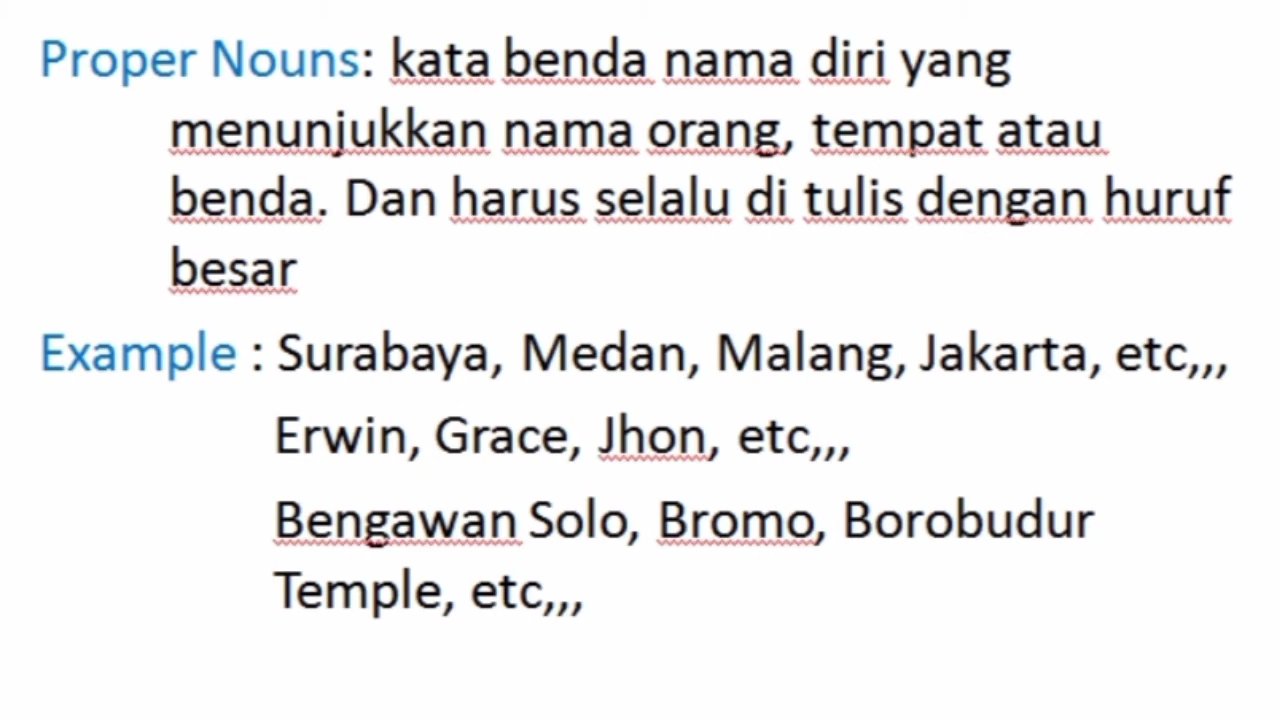 Proper Nouns: kata benda nama diri yang
menunjukkan nama orang, tempat atau
benda. Dan harus selalu di tulis dengan huruf
besar
Example : Surabaya, Medan, Malang, Jakarta, etc,,,
Erwin, Grace, Jhon, etc,,,
Bengawan Solo, Bromo, Borobudur
Temple, etc,,,